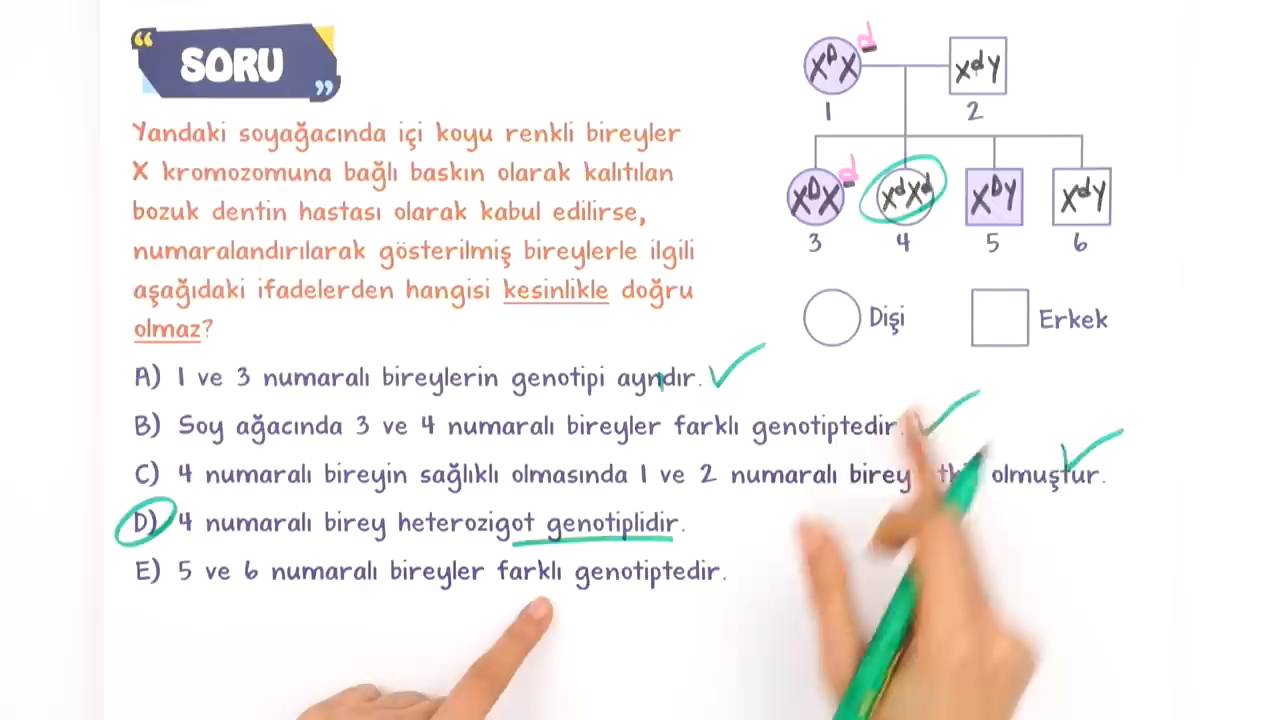 “ SORU ”
Yandaki soyağacında içi koyu renkli bireyler
X kromozomuna bağlı baskın olarak kalıtılan
bozuk dentin hastası olarak kabul edilirse,
numaralandırılarak gösterilmiş bireylerle ilgili
aşağıdaki ifadelerden hangisi kesinlikle doğru
olmaz?
XᴰXᵈ XᵈY
1 2
XᴰXᵈ XᵈXᵈ XᴰY XᵈY
3 4 5 6
Dişi Erkek
A) 1 ve 3 numaralı bireylerin genotipi aynıdır.
B) Soy ağacında 3 ve 4 numaralı bireyler farklı genotiptedir.
C) 4 numaralı bireyin sağlıklı olmasında 1 ve 2 numaralı birey olmuştur.
D) 4 numaralı birey heterozigot genotiplidir.
E) 5 ve 6 numaralı bireyler farklı genotiptedir.